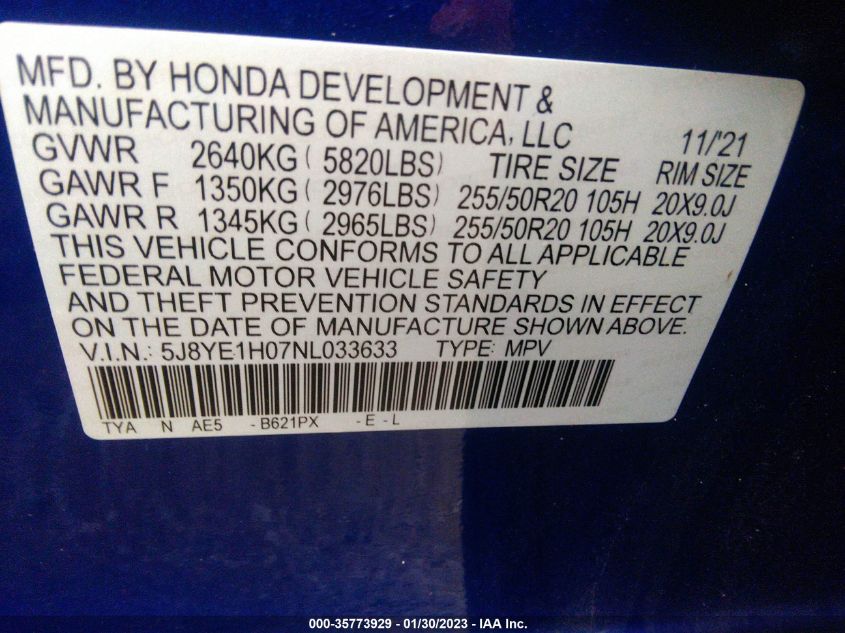 MFD. BY HONDA DEVELOPMENT &
MANUFACTURING OF AMERICA, LLC 11/'21
GVWR 2640KG ( 5820LBS) TIRE SIZE RIM SIZE
GAWR F 1350KG ( 2976LBS) 255/50R20 105H 20X9.0J
GAWR R 1345KG ( 2965LBS) 255/50R20 105H 20X9.0J
THIS VEHICLE CONFORMS TO ALL APPLICABLE
FEDERAL MOTOR VEHICLE SAFETY
AND THEFT PREVENTION STANDARDS IN EFFECT
ON THE DATE OF MANUFACTURE SHOWN ABOVE.
V.I.N.: 5J8YE1H07NL033633 TYPE: MPV
TYA N AE5 - B621PX - E - L
000-35773929 - 01/30/2023 - IAA Inc.